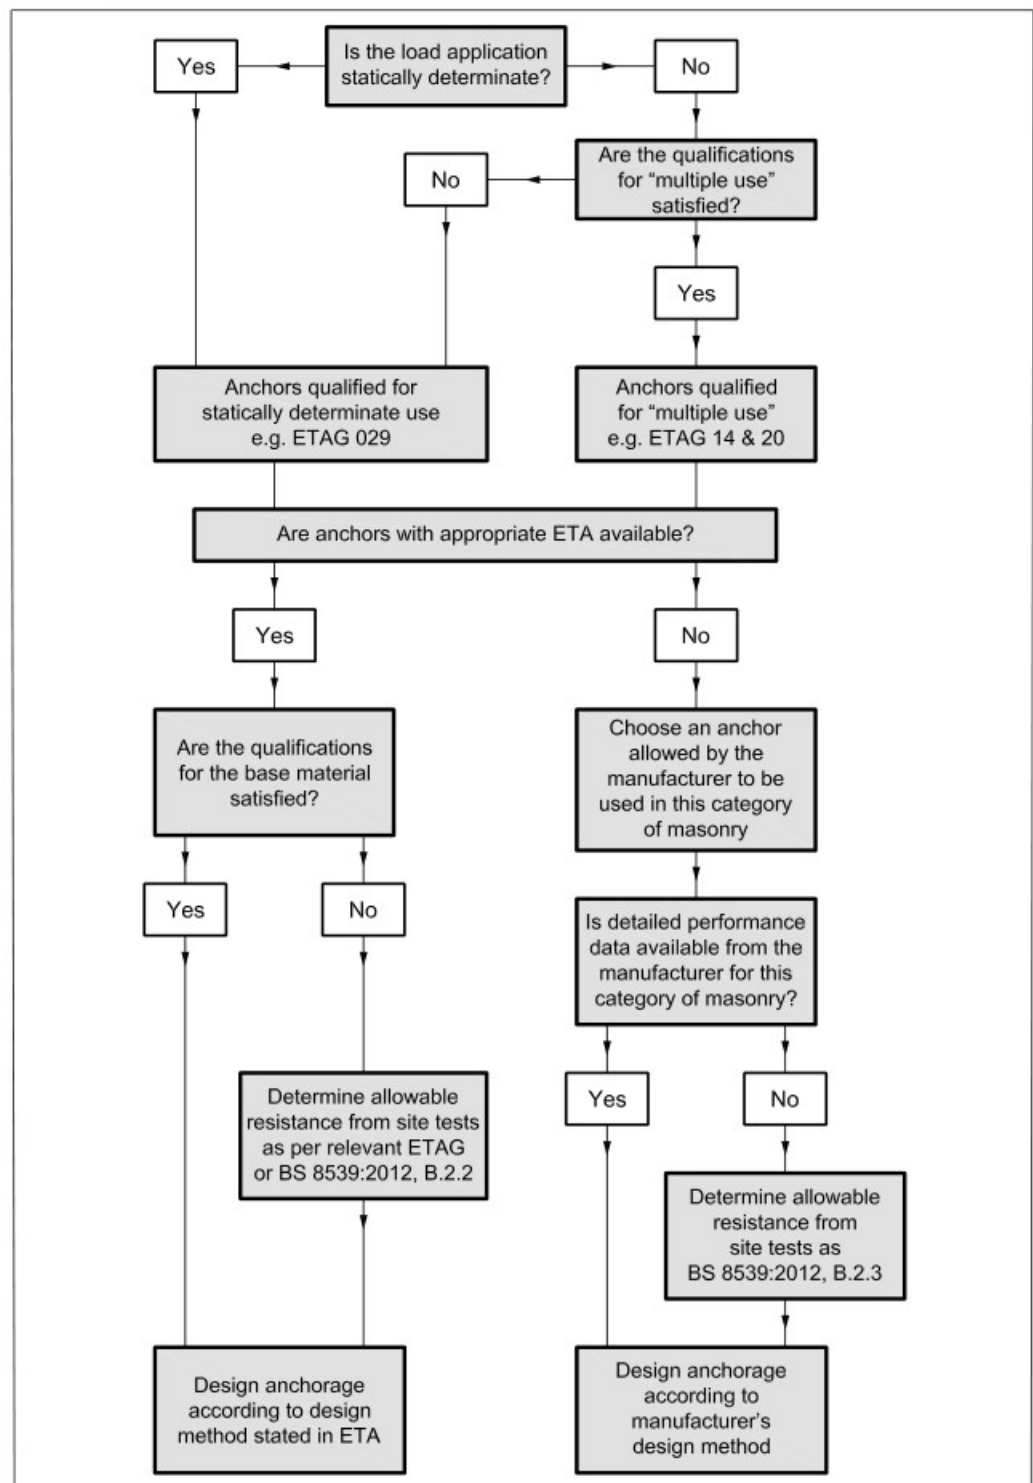 Is the load application
statically determinate?
Yes
No
Are the qualifications
for “multiple use”
satisfied?
No
Yes
Anchors qualified for
statically determinate use
e.g. ETAG 029
Anchors qualified
for “multiple use”
e.g. ETAG 14 & 20
Are anchors with appropriate ETA available?
Yes
No
Are the qualifications
for the base material
satisfied?
Choose an anchor
allowed by the
manufacturer to be
used in this category
of masonry
Yes
No
Is detailed performance
data available from the
manufacturer for this
category of masonry?
Determine allowable
resistance from site tests
as per relevant ETAG
or BS 8539:2012, B.2.2
Yes
No
Determine allowable
resistance from
site tests as
BS 8539:2012, B.2.3
Design anchorage
according to design
method stated in ETA
Design anchorage
according to
manufacturer’s
design method